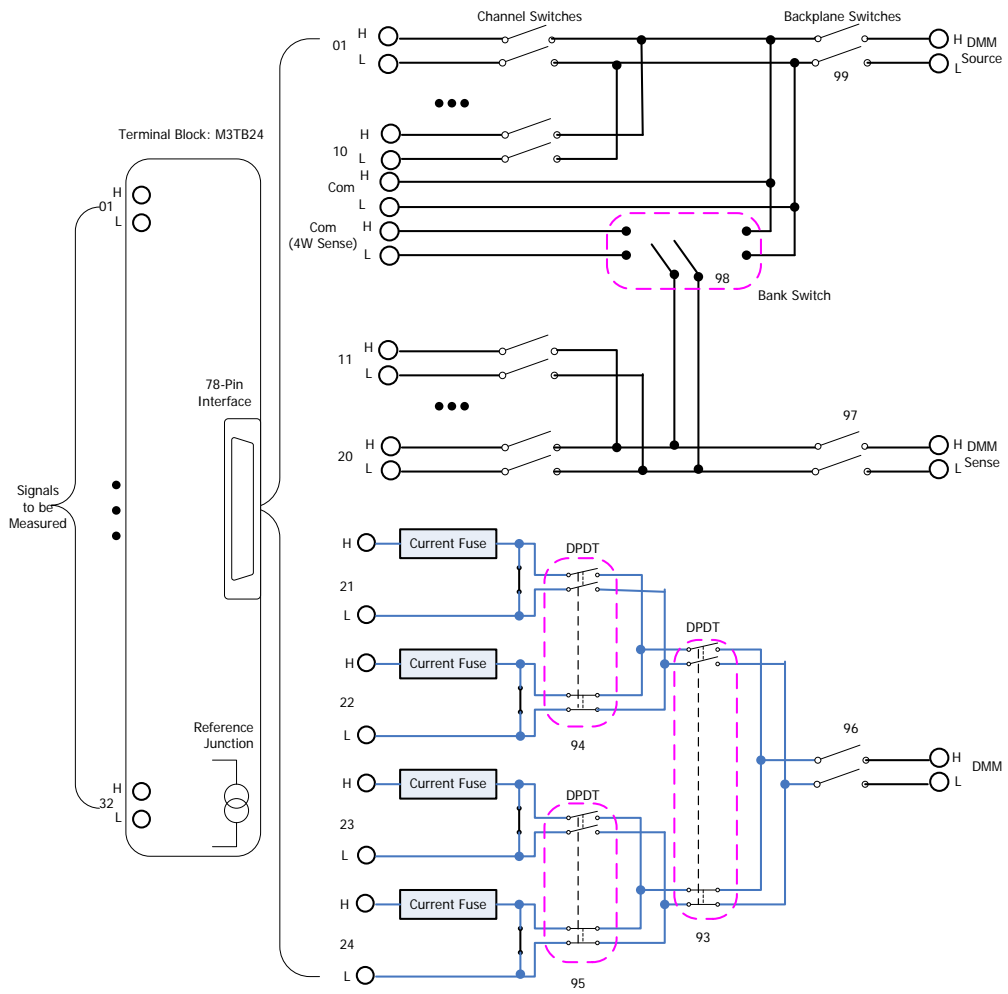 Channel Switches
Backplane Switches
01
H
L
H DMM
Source
L
99
Terminal Block: M3TB24
10
H
L
Com
H
L
Com
(4W Sense)
H
L
98
Bank Switch
H
01
L
11
H
L
78-Pin
Interface
97
20
H
L
H DMM
L Sense
Signals
to be
Measured
H
Current Fuse
DPDT
21
L
DPDT
H
Current Fuse
22
L
94
96
Reference
Junction
H
DMM
L
H
32
L
H
Current Fuse
DPDT
23
L
H
Current Fuse
93
24
L
95